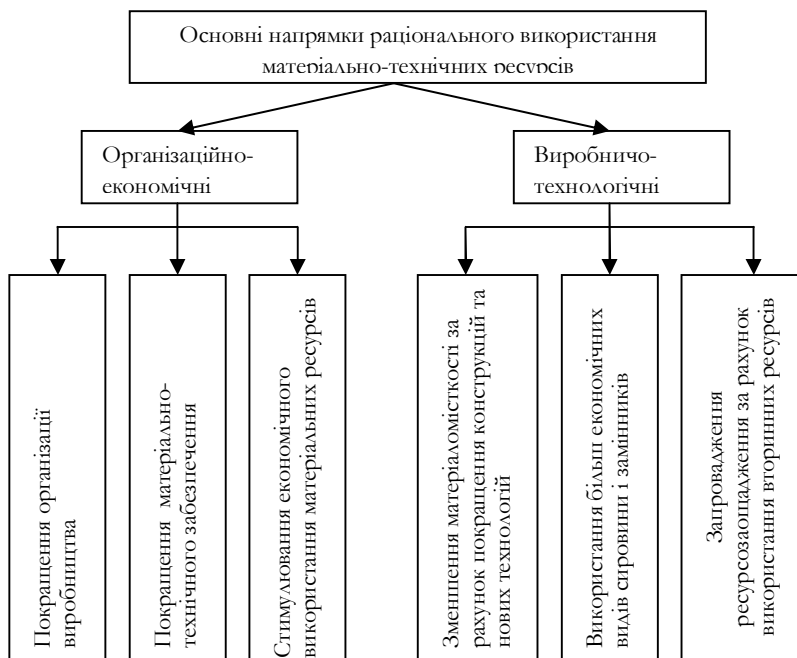 Основні напрямки раціонального використання
матеріально-технічних ресурсів
Організаційно-
економічні
Виробничо-
технологічні
Покращення організації
виробництва
Покращення матеріально-
технічного забезпечення
Стимулювання економічного
використання матеріальних ресурсів
Зменшення матеріаломісткості за
рахунок покращення конструкцій та
нових технологій
Використання більш економічних
видів сировини і замінників
Запровадження
ресурсозаощадження за рахунок
використання вторинних ресурсів